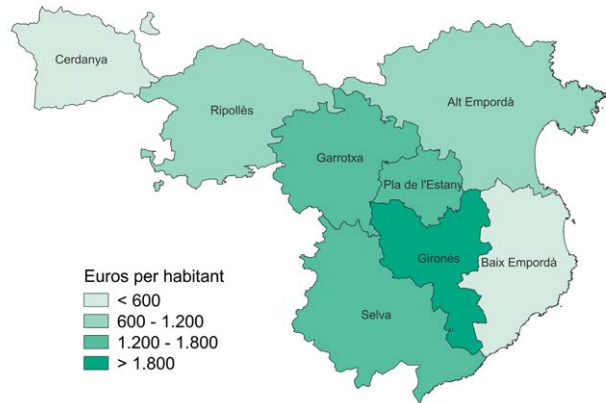 Cerdanya
Ripollès
Alt Empordà
Garrotxa
Pla de l'Estany
Gironès
Baix Empordà
Selva
Euros per habitant
< 600
600 - 1.200
1.200 - 1.800
> 1.800